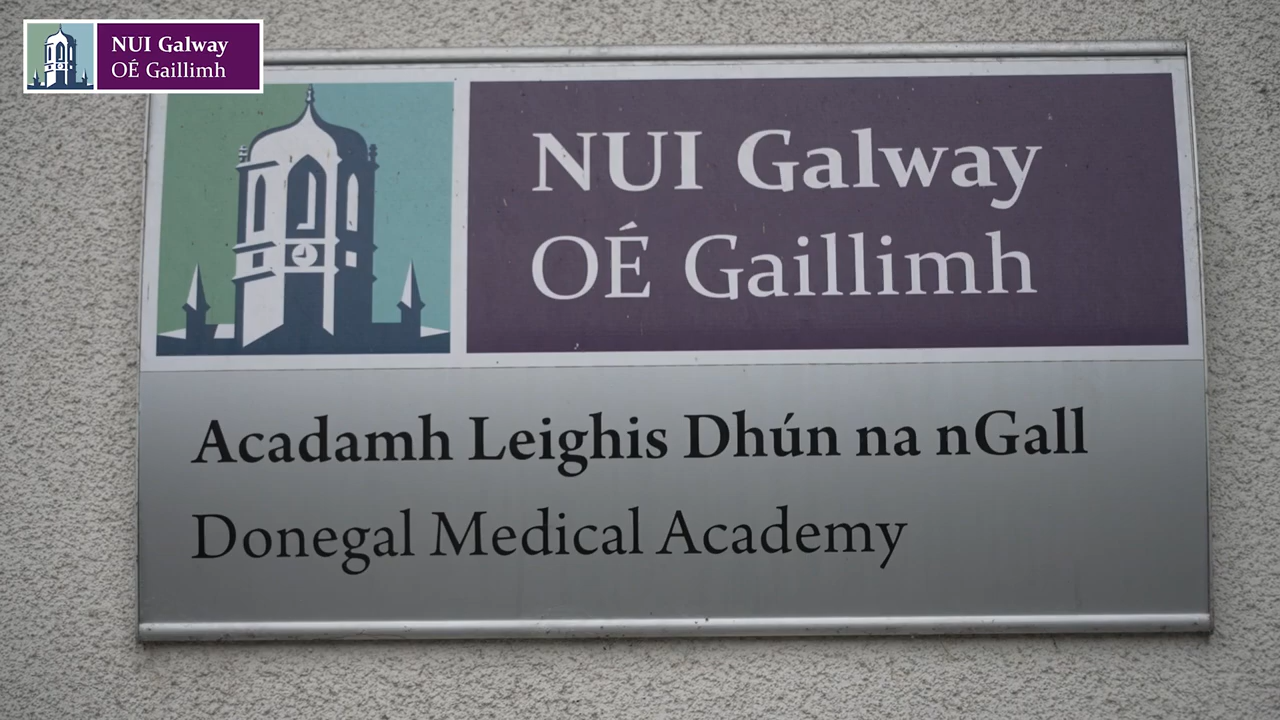 NUI Galway
OÉ Gaillimh
NUI Galway
OÉ Gaillimh
Acadamh Leighis Dhún na nGall
Donegal Medical Academy